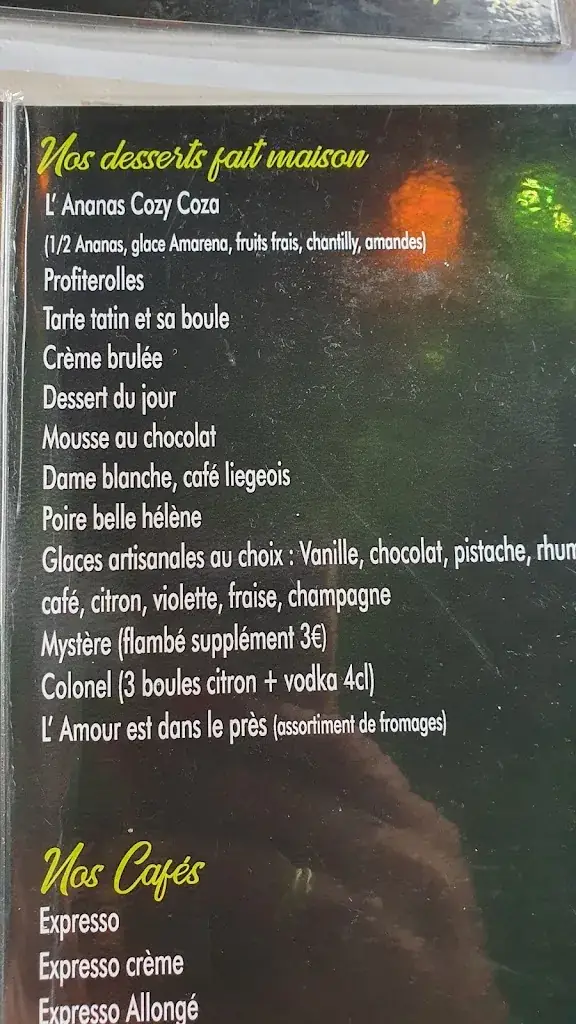 Nos desserts fait maison
L' Ananas Cozy Coza
(1/2 Ananas, glace Amarena, fruits frais, chantilly, amandes)
Profiterolles
Tarte tatin et sa boule
Crème brulée
Dessert du jour
Mousse au chocolat
Dame blanche, café liegeois
Poire belle hélène
Glaces artisanales au choix : Vanille, chocolat, pistache, rhum
café, citron, violette, fraise, champagne
Mystère (flambé supplément 3€)
Colonel (3 boules citron + vodka 4cl)
L' Amour est dans le près (assortiment de fromages)
Nos Cafés
Expresso
Expresso crème
Expresso Allongé